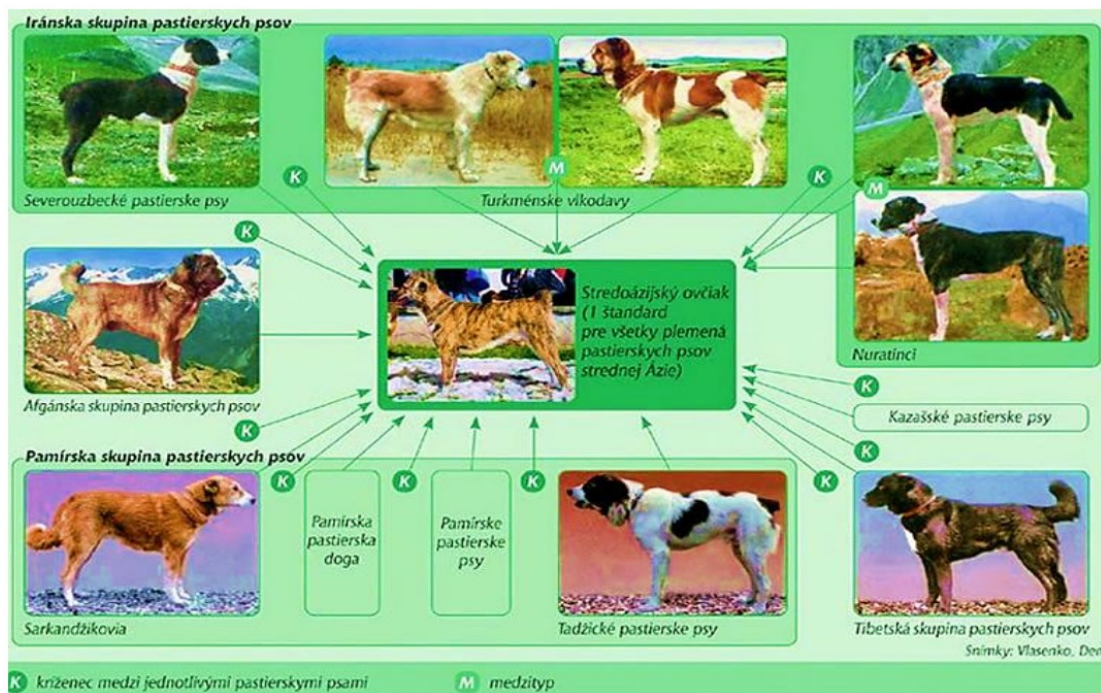 Iránska skupina pastierskych psov
Severouzbecké pastierske psy
K
Turkménske vlkodavy
M
K
M
Nuratinci
K
Afgánska skupina pastierskych psov
Stredoázijský ovčiak
(1 štandard
pre všetky plemená
pastierskych psov
strednej Ázie)
K
Kazašské pastierske psy
K
K
Pamírska skupina pastierskych psov
K
K
K
K
Sarkandžikovia
Pamírska
pastierska
doga
Pamírske
pastierske
psy
Tadžické pastierske psy
Tibetská skupina pastierskych psov
Snímky: Vlasenko, Den
K kríženec medzi jednotlivými pastierskymi psami
M medzityp